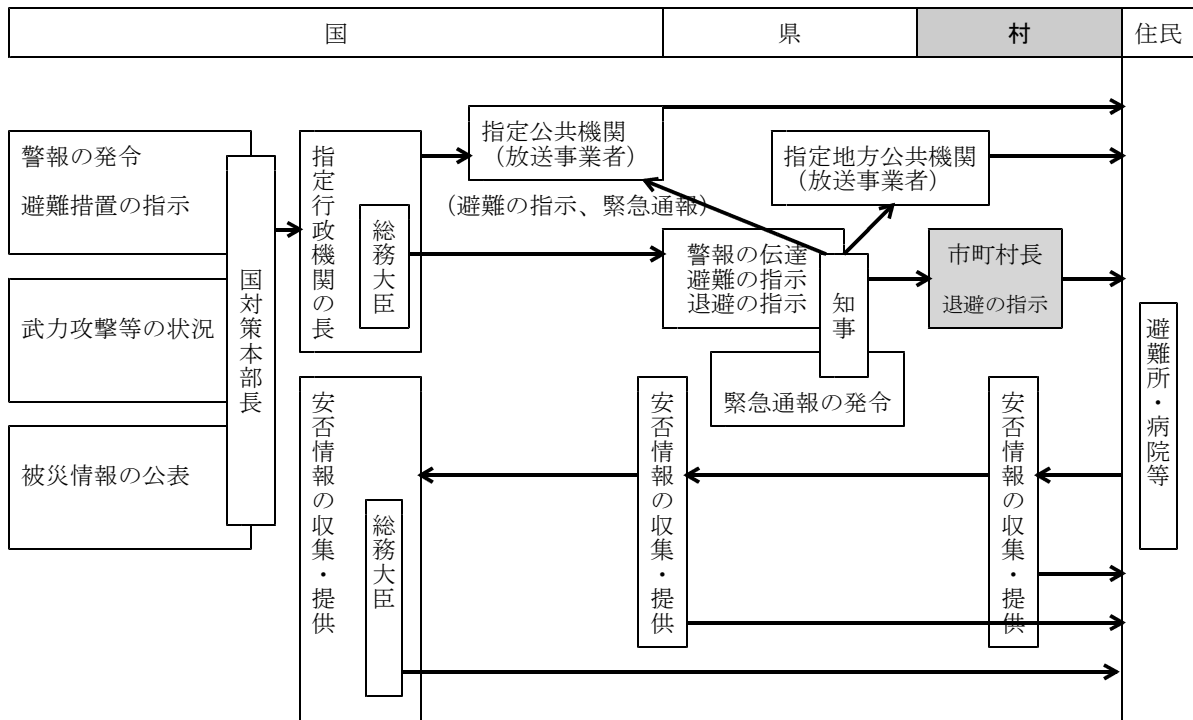 国
県
村
住民
警報の発令
避難措置の指示
武力攻撃等の状況
被災情報の公表
国対策本部長
指定行政機関の長
総務大臣
指定公共機関
（放送事業者）
（避難の指示、緊急通報）
指定地方公共機関
（放送事業者）
警報の伝達
避難の指示
退避の指示
知事
緊急通報の発令
市町村長
退避の指示
避難所・病院等
安否情報の収集・提供
総務大臣
安否情報の収集・提供
安否情報の収集・提供